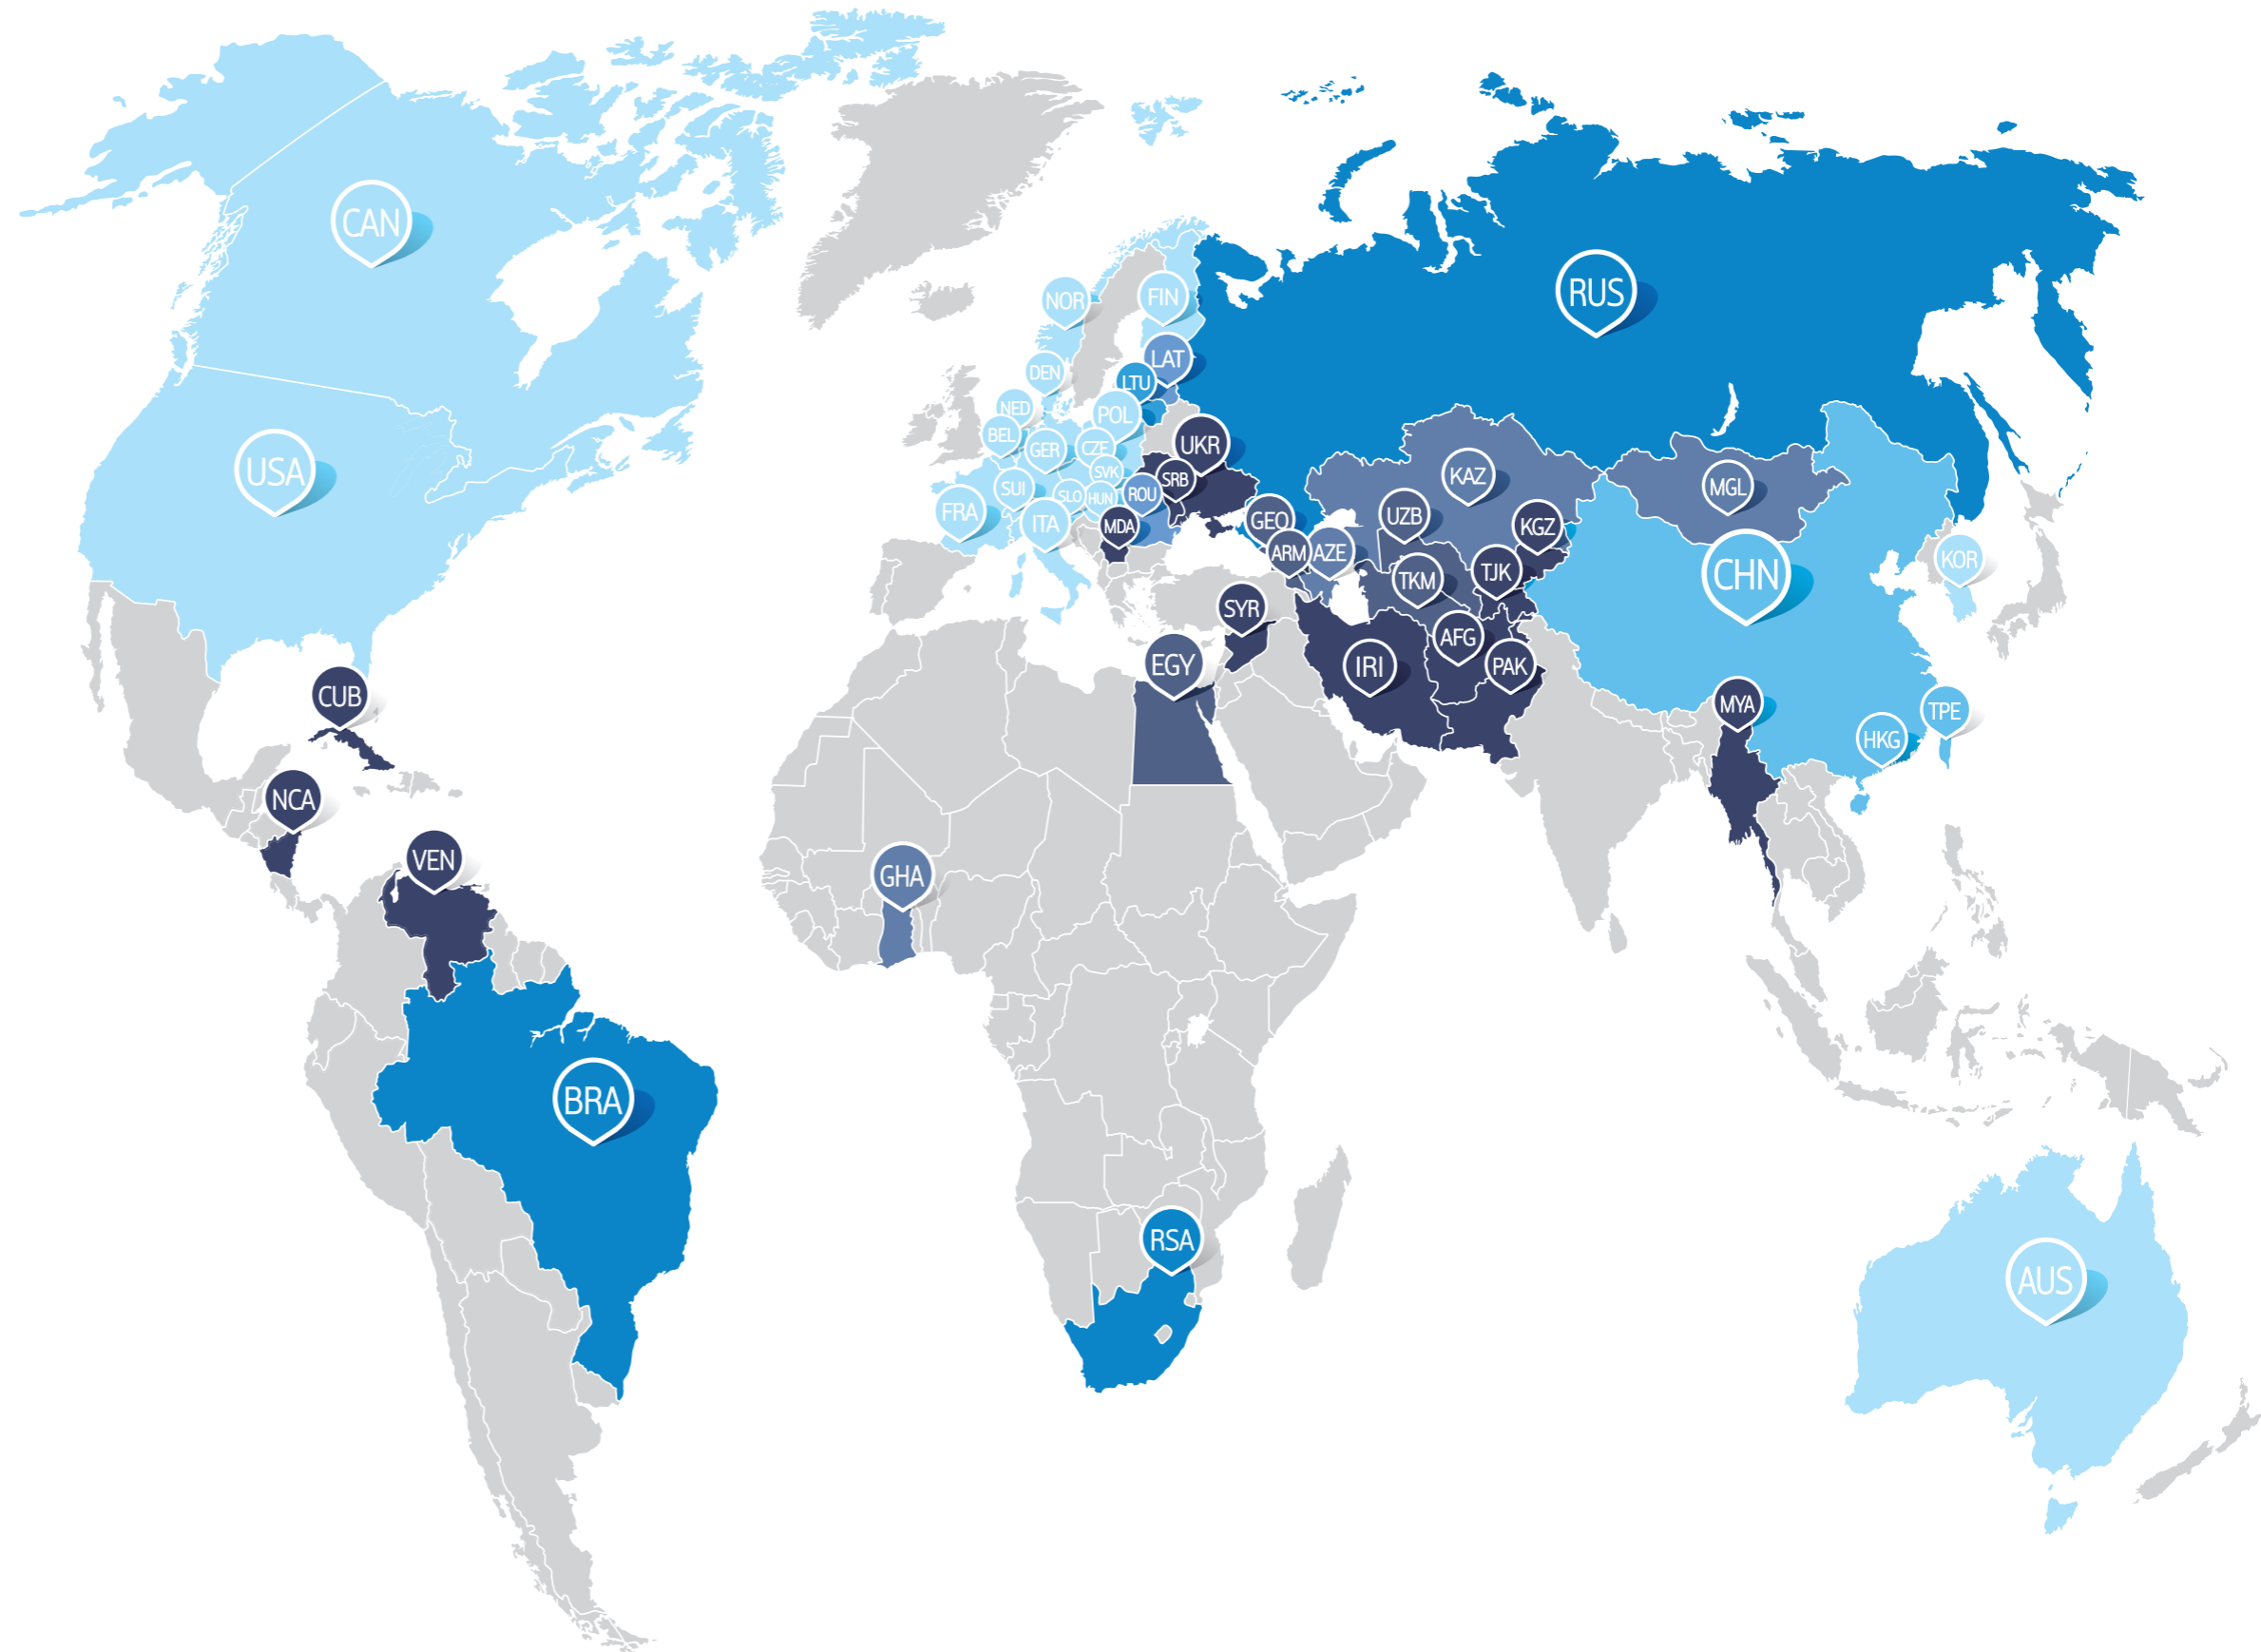 CAN
RUS
NOR
FIN
LAT
DEN
LTU
NED
POL
BEL
GER
CZE
UKR
USA
SVK
SRB
KAZ
MGL
SUI
SLO
HUN
ROU
FRA
ITA
MDA
GEO
UZB
KGZ
ARM
AZE
KOR
TKM
TJK
CHN
SYR
AFG
EGY
IRI
PAK
CUB
MYA
TPE
HKG
NCA
VEN
GHA
BRA
RSA
AUS